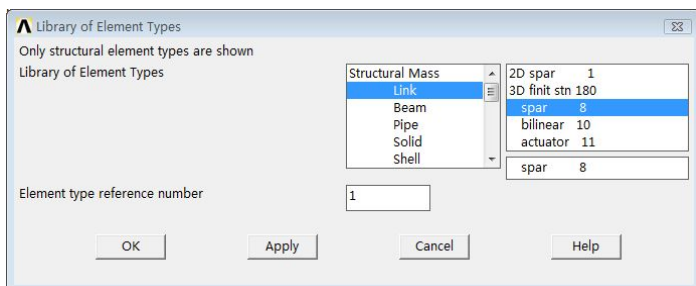 Library of Element Types
Only structural element types are shown
Library of Element Types
Structural Mass
Link
Beam
Pipe
Solid
Shell
2D spar 1
3D finit stn 180
spar 8
bilinear 10
actuator 11
spar 8
Element type reference number
1
OK
Apply
Cancel
Help